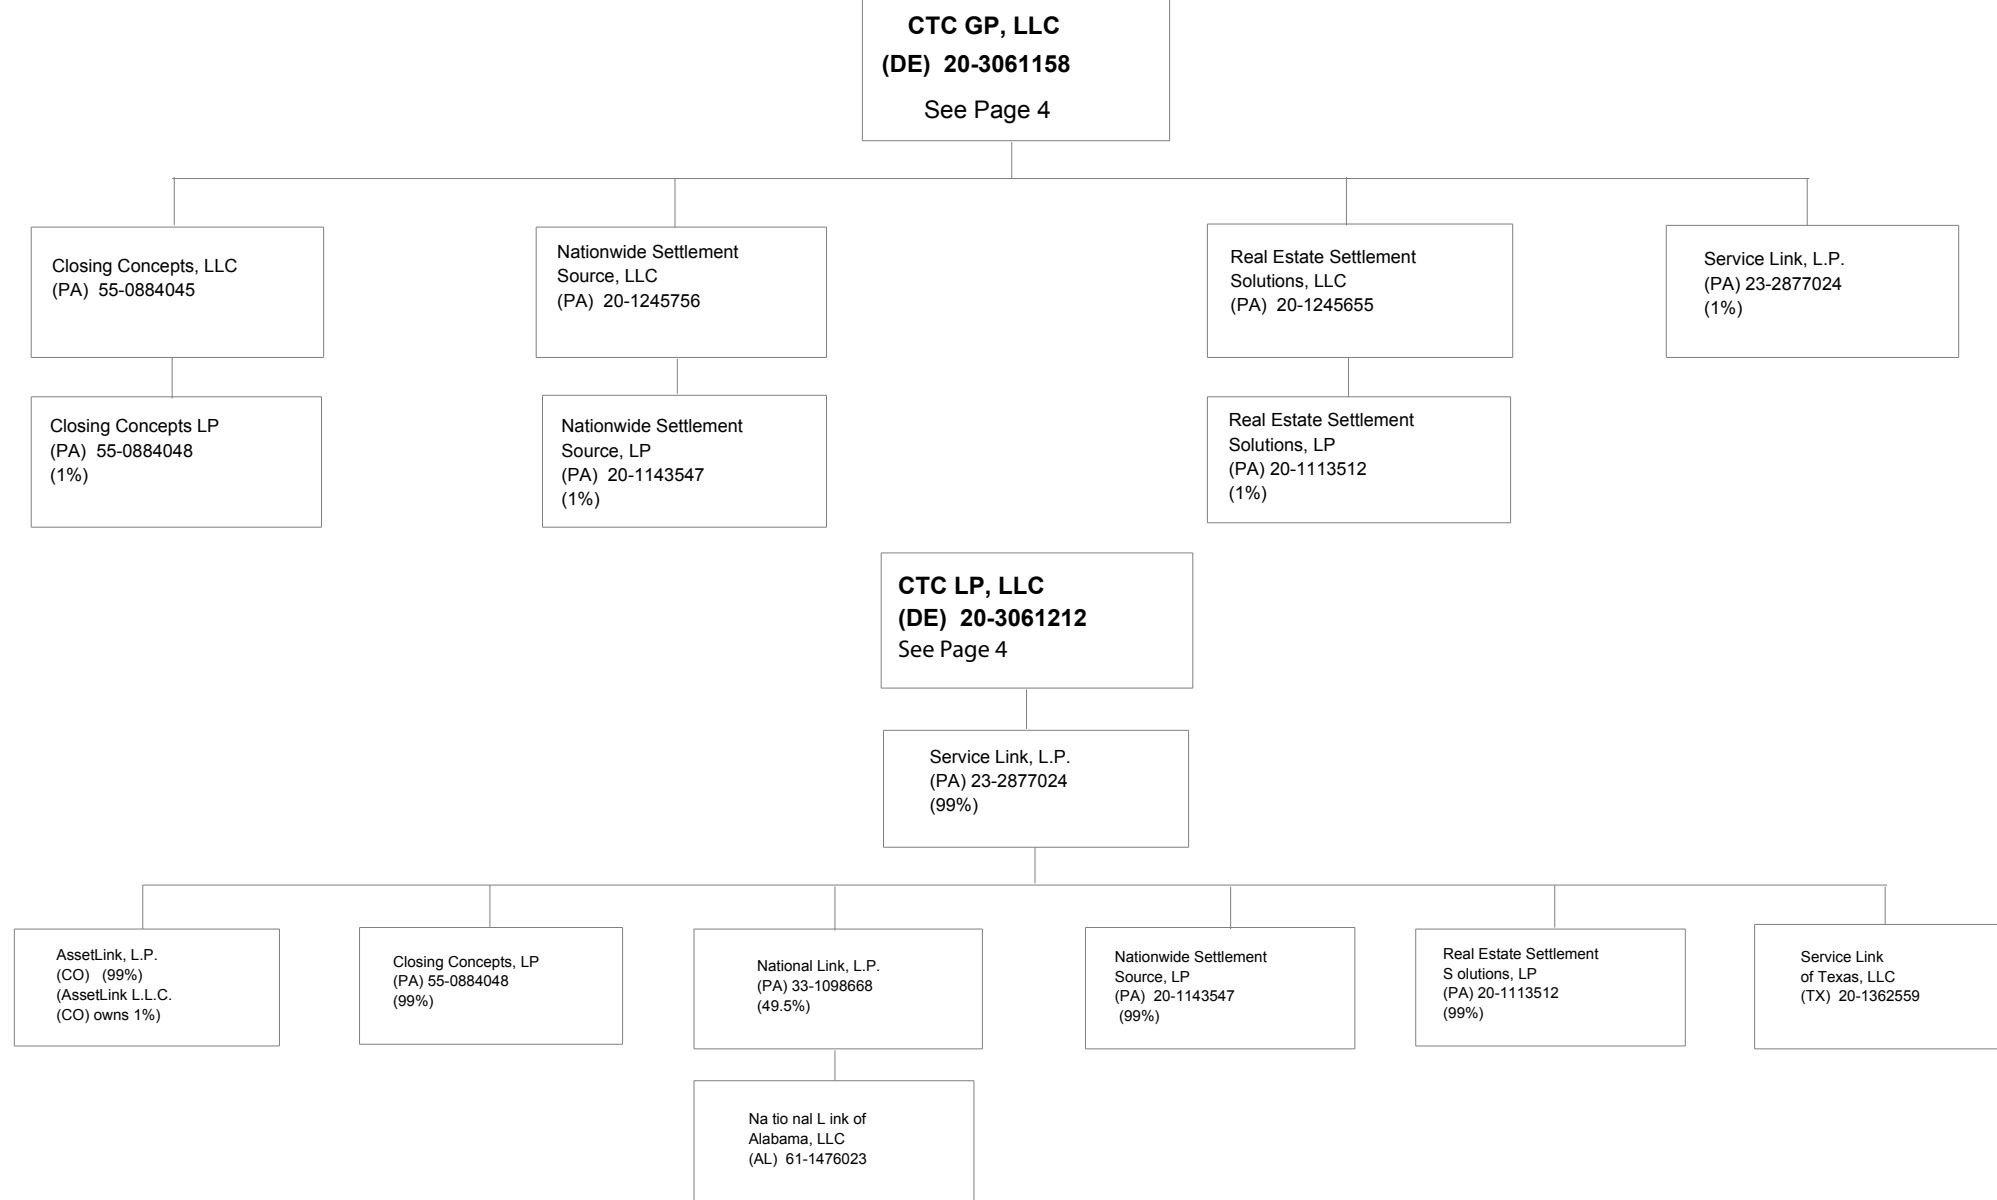 CTC GP, LLC
(DE) 20-3061158
See Page 4
Closing Concepts, LLC
(PA) 55-0884045
Nationwide Settlement
Source, LLC
(PA) 20-1245756
Real Estate Settlement
Solutions, LLC
(PA) 20-1245655
Service Link, L.P.
(PA) 23-2877024
(1%)
Closing Concepts LP
(PA) 55-0884048
(1%)
Nationwide Settlement
Source, LP
(PA) 20-1143547
(1%)
Real Estate Settlement
Solutions, LP
(PA) 20-1113512
(1%)
CTC LP, LLC
(DE) 20-3061212
See Page 4
Service Link, L.P.
(PA) 23-2877024
(99%)
AssetLink, L.P.
(CO) (99%)
(AssetLink L.L.C.
(CO) owns 1%)
Closing Concepts, LP
(PA) 55-0884048
(99%)
National Link, L.P.
(PA) 33-1098668
(49.5%)
Nationwide Settlement
Source, LP
(PA) 20-1143547
(99%)
Real Estate Settlement
S olutions, LP
(PA) 20-1113512
(99%)
Service Link
of Texas, LLC
(TX) 20-1362559
Na tio nal L ink of
Alabama, LLC
(AL) 61-1476023